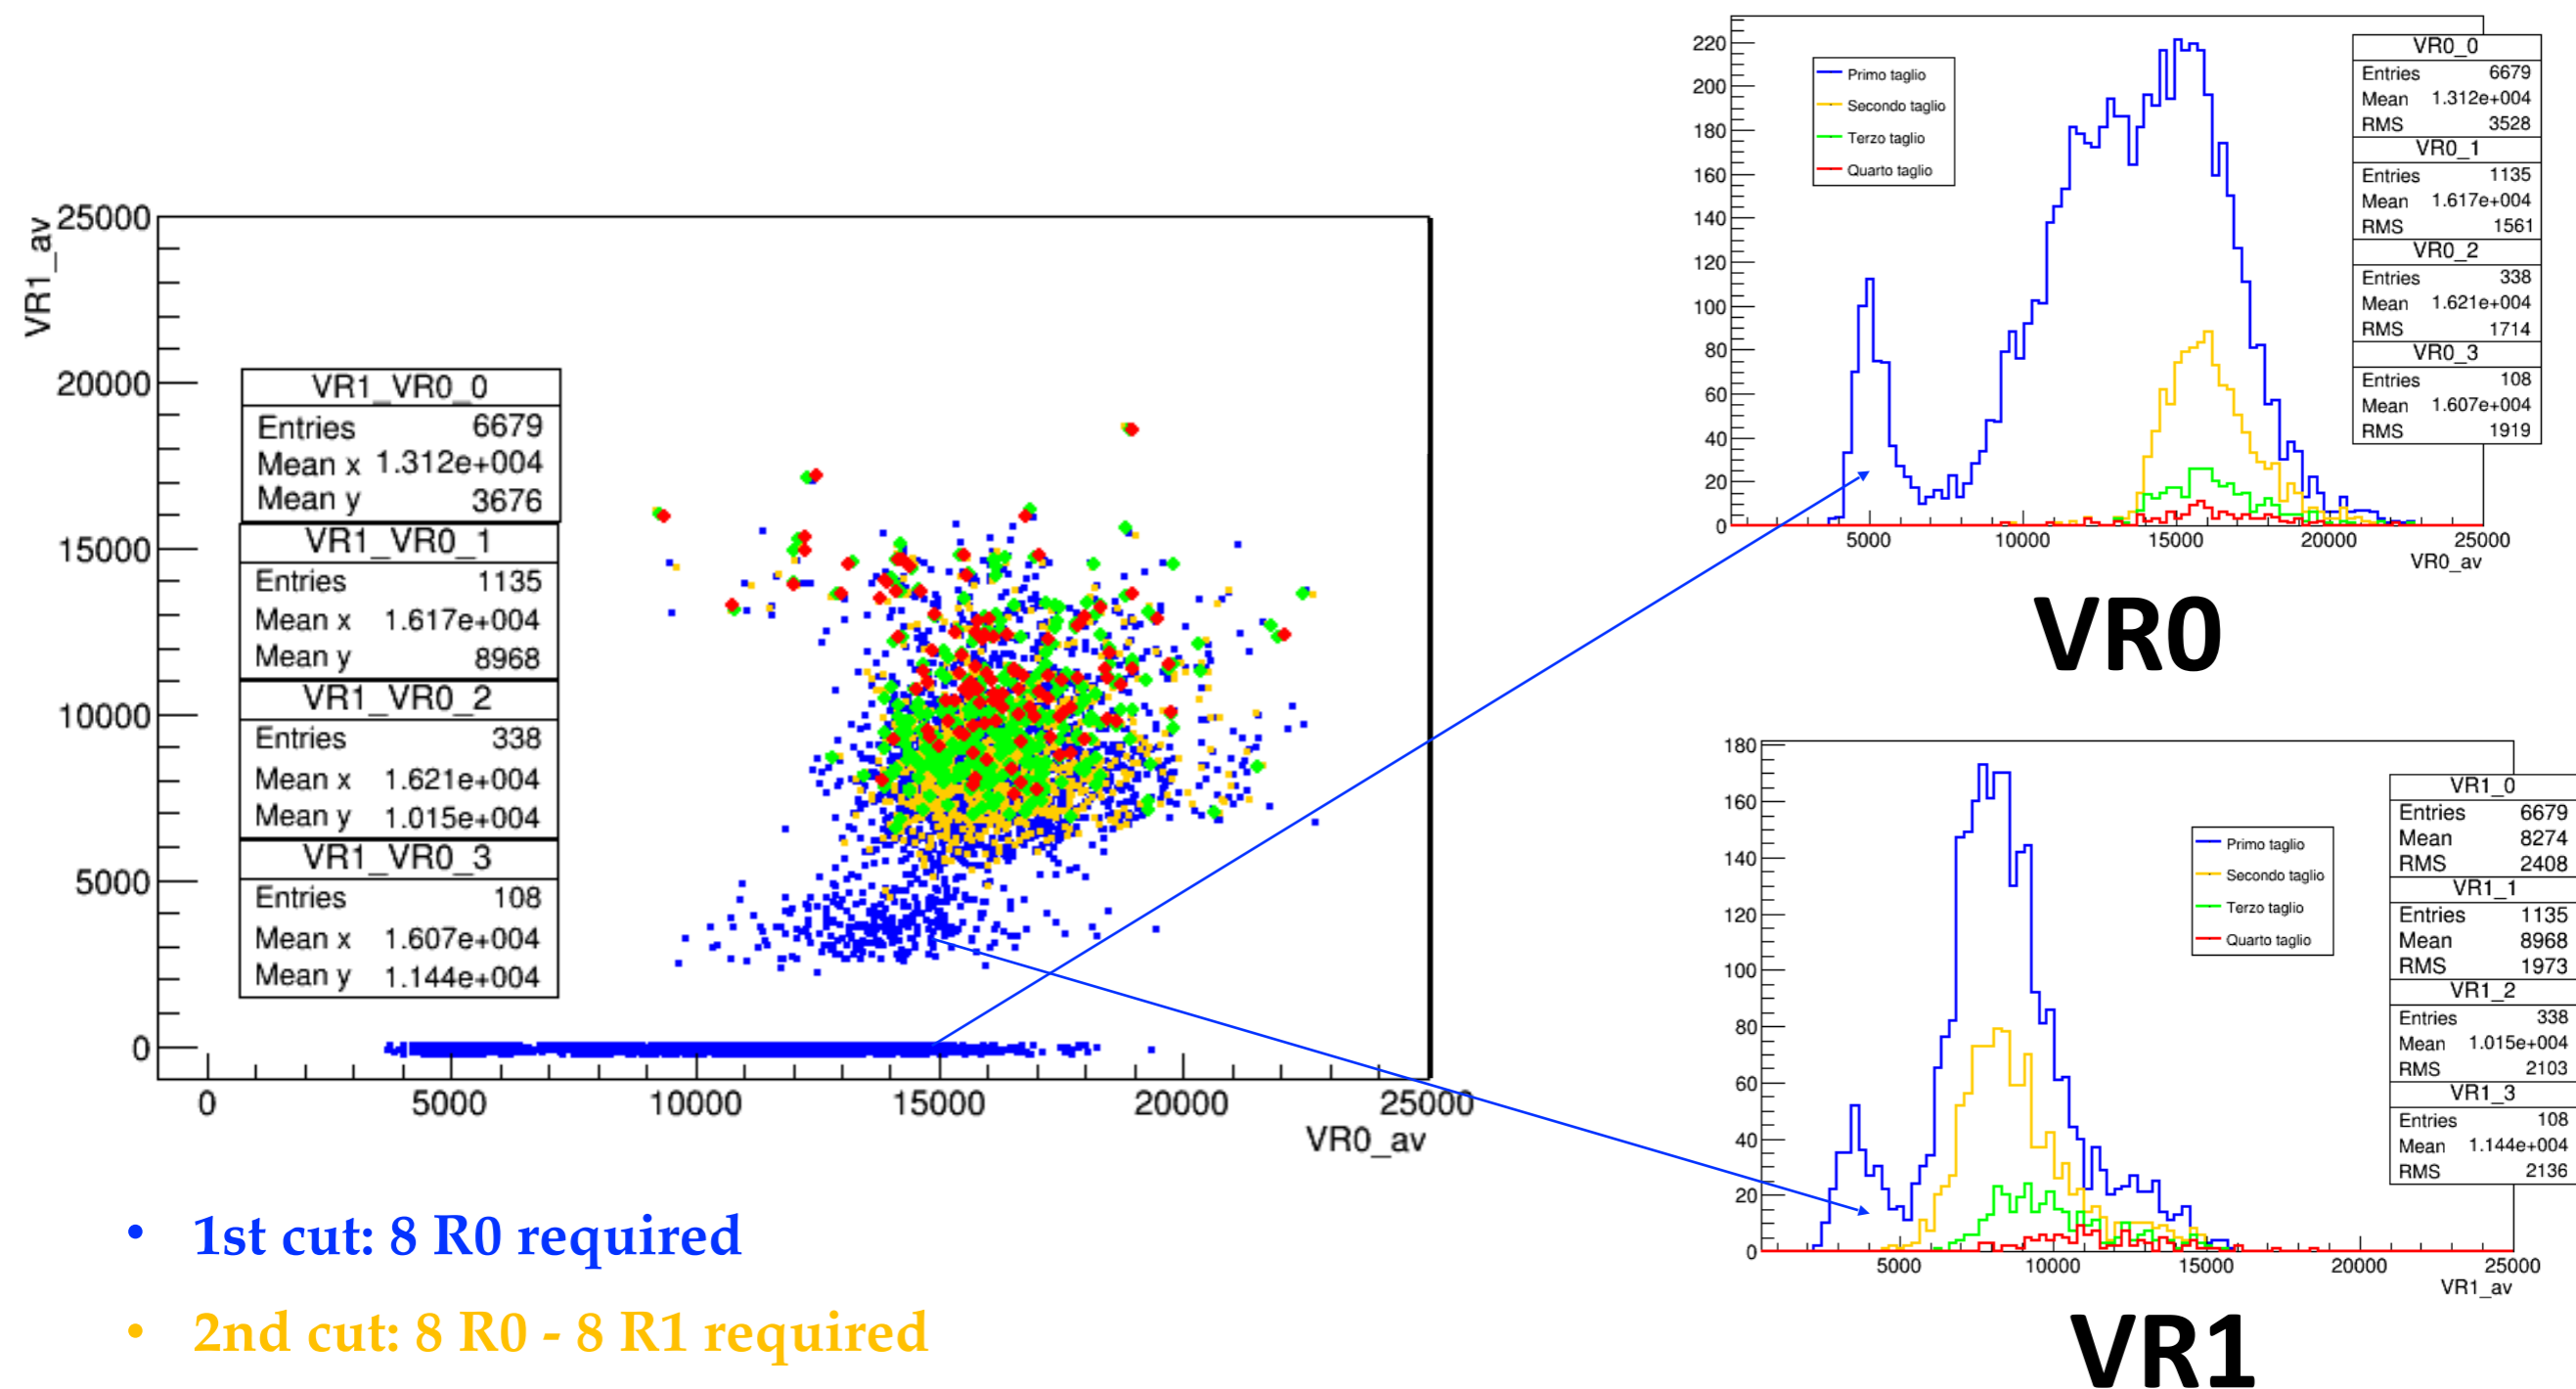 VR1_av
25000
20000
15000
10000
5000
0
0 5000 10000 15000 20000 25000
VR0_av
VR1_VR0_0
Entries 6679
Mean x 1.312e+004
Mean y 3676
VR1_VR0_1
Entries 1135
Mean x 1.617e+004
Mean y 8968
VR1_VR0_2
Entries 338
Mean x 1.621e+004
Mean y 1.015e+004
VR1_VR0_3
Entries 108
Mean x 1.607e+004
Mean y 1.144e+004
• 1st cut: 8 R0 required
• 2nd cut: 8 R0 - 8 R1 required
220
200
180
160
140
120
100
80
60
40
20
0
5000 10000 15000 20000 25000
VR0_av
Primo taglio
Secondo taglio
Terzo taglio
Quarto taglio
VR0_0
Entries 6679
Mean 1.312e+004
RMS 3528
VR0_1
Entries 1135
Mean 1.617e+004
RMS 1561
VR0_2
Entries 338
Mean 1.621e+004
RMS 1714
VR0_3
Entries 108
Mean 1.607e+004
RMS 1919
VR0
180
160
140
120
100
80
60
40
20
0
5000 10000 15000 20000 25000
VR1_av
Primo taglio
Secondo taglio
Terzo taglio
Quarto taglio
VR1_0
Entries 6679
Mean 8274
RMS 2408
VR1_1
Entries 1135
Mean 8968
RMS 1973
VR1_2
Entries 338
Mean 1.015e+004
RMS 2103
VR1_3
Entries 108
Mean 1.144e+004
RMS 2136
VR1